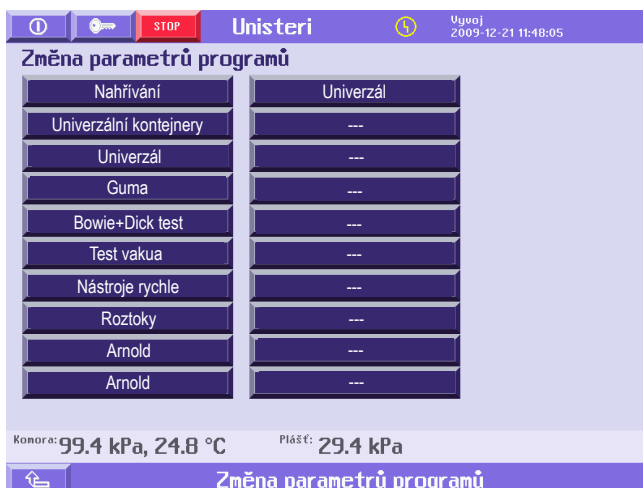 STOP
Unisteri
Vyvoj
2009-12-21 11:48:05
Změna parametrů programů
Nahřívání
Univerzál
Univerzální kontejnery
---
Univerzál
---
Guma
---
Bowie+Dick test
---
Test vakua
---
Nástroje rychle
---
Roztoky
---
Arnold
---
Arnold
---
Komora: 99.4 kPa, 24.8 °C
Plášť: 29.4 kPa
Změna parametrů programů